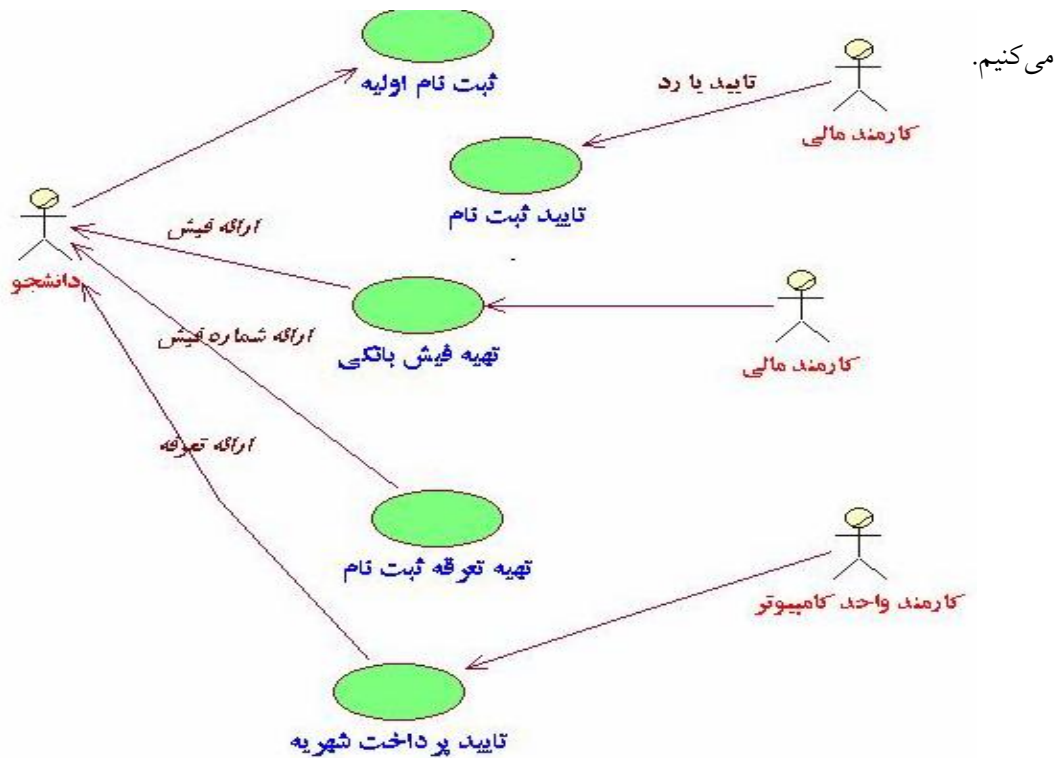 می‌کنیم.
ثبت نام اولیه
تایید یا رد
کارمند مالی
تایید ثبت نام
ارائه فیش
دانشجو
ارائه شماره فیش
تهیه فیش بانکی
کارمند مالی
ارائه تعرفه
تهیه تعرفه ثبت نام
کارمند واحد کامپیوتر
تایید پرداخت شهریه